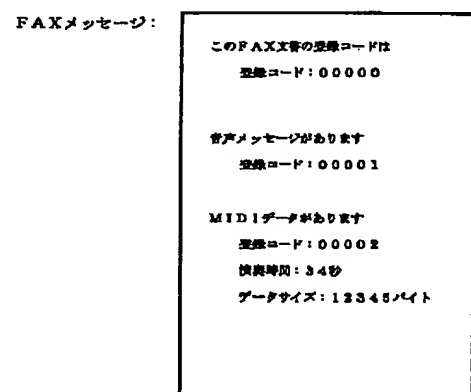 FAXメッセージ:
このFAX文書の登録コードは
登録コード:00000
音声メッセージがあります
登録コード:00001
MIDIデータがあります
登録コード:00002
演奏時間:34秒
データサイズ:12345バイト